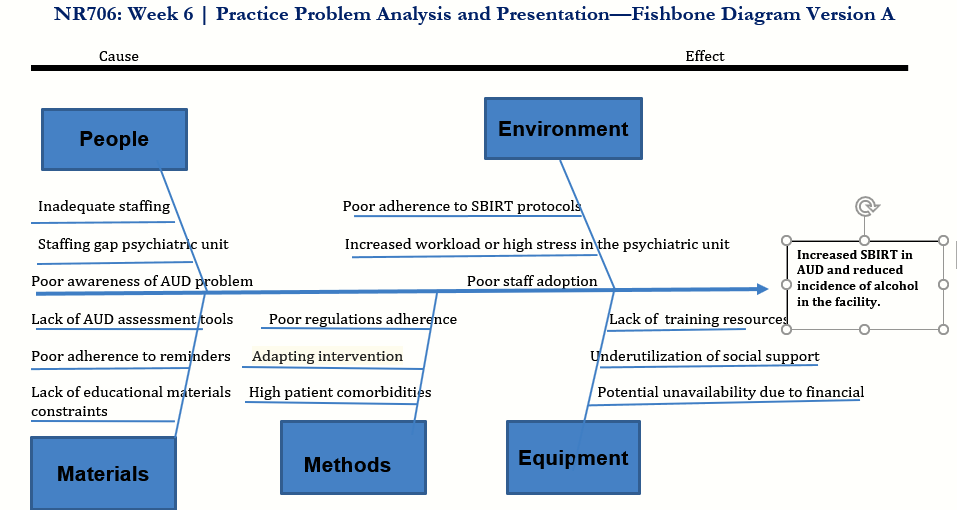 NR706: Week 6 | Practice Problem Analysis and Presentation—Fishbone Diagram Version A
Cause
Effect
People
Environment
Inadequate staffing
Poor adherence to SBIRT protocols
Staffing gap psychiatric unit
Increased workload or high stress in the psychiatric unit
Poor awareness of AUD problem
Poor staff adoption
Increased SBIRT in
AUD and reduced
incidence of alcohol
in the facility.
Lack of AUD assessment tools
Poor regulations adherence
Lack of  training resources
Poor adherence to reminders
Adapting intervention
Underutilization of social support
Lack of educational materials
constraints
High patient comorbidities
Potential unavailability due to financial
Materials
Methods
Equipment